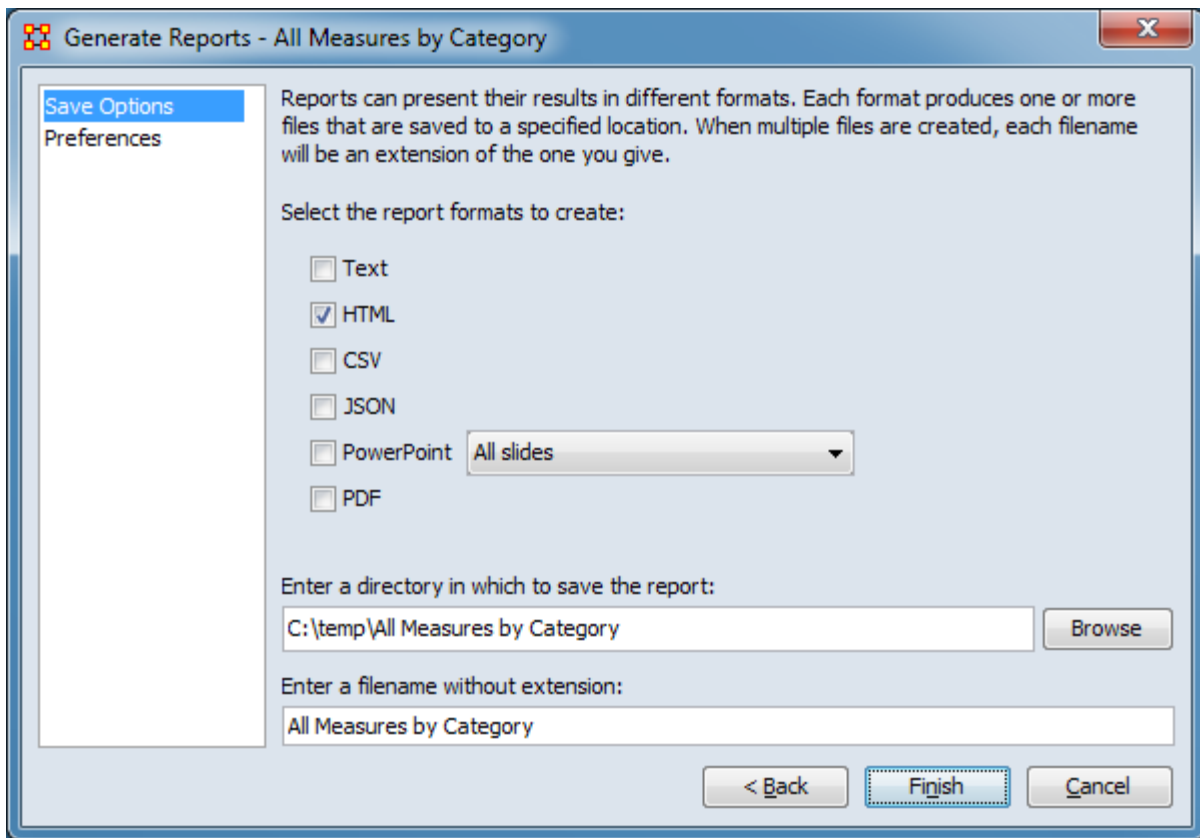 Generate Reports - All Measures by Category
Save Options
Preferences
Reports can present their results in different formats. Each format produces one or more
files that are saved to a specified location. When multiple files are created, each filename
will be an extension of the one you give.
Select the report formats to create:
Text
HTML
CSV
JSON
PowerPoint All slides
PDF
Enter a directory in which to save the report:
C:\temp\All Measures by Category Browse
Enter a filename without extension:
All Measures by Category
< Back Finish Cancel